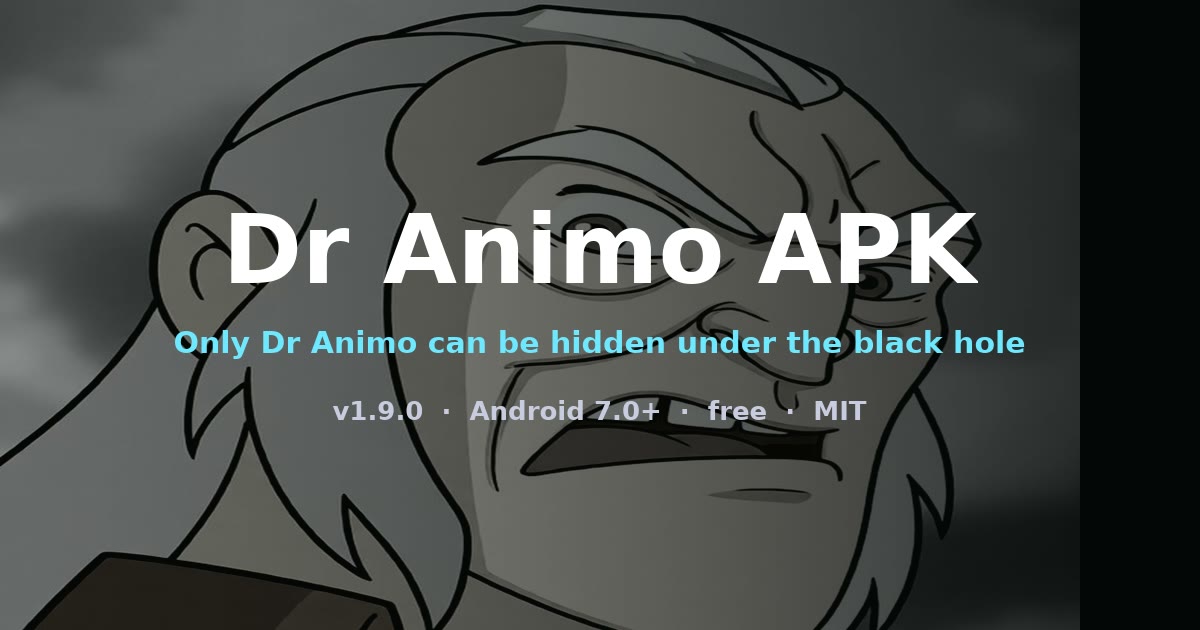 Dr Animo APK
Only Dr Animo can be hidden under the black hole
v1.9.0 · Android 7.0+ · free · MIT